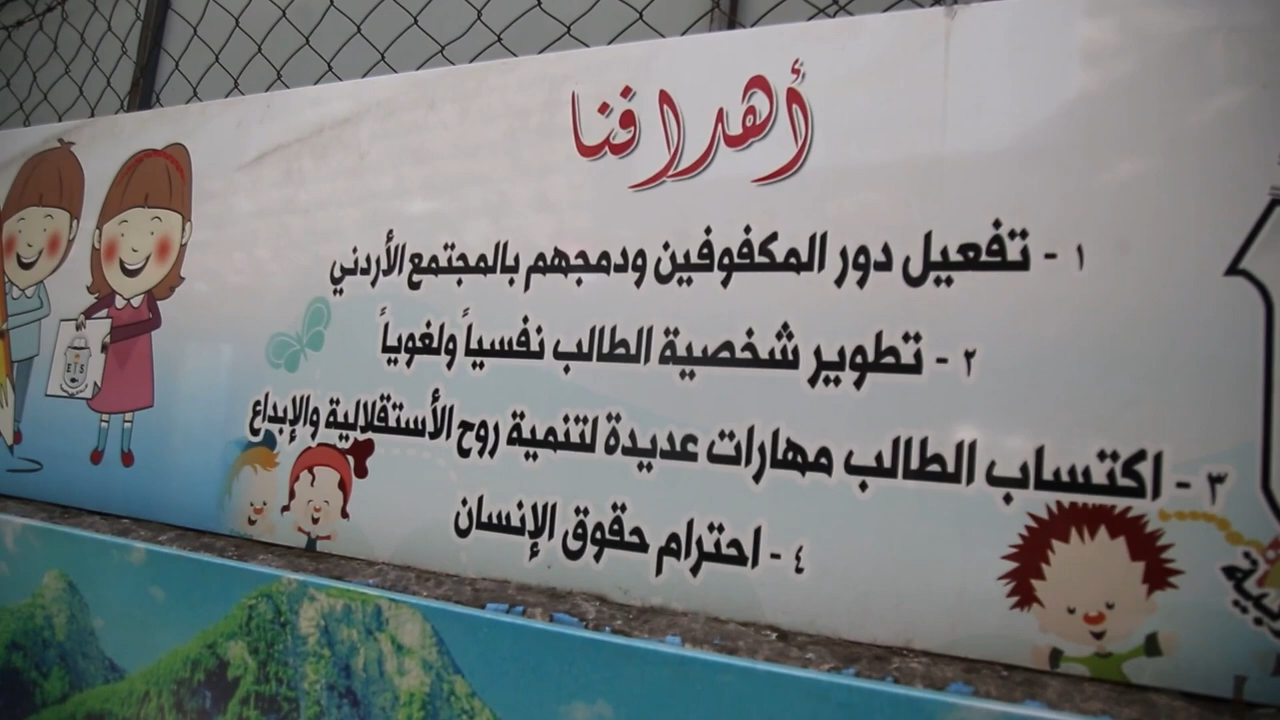 أهدافنا
١ - تفعيل دور المكفوفين ودمجهم بالمجتمع الأردني
٢ - تطوير شخصية الطالب نفسياً ولغوياً
٣ - اكتساب الطالب مهارات عديدة لتنمية روح الأستقلالية والإبداع
٤ - احترام حقوق الإنسان
E S